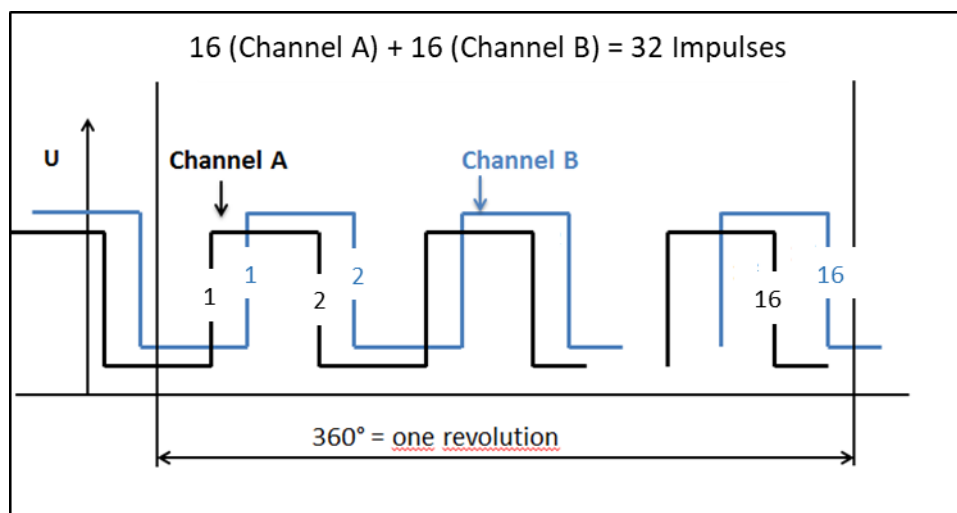 16 (Channel A) + 16 (Channel B) = 32 Impulses
U
Channel A
Channel B
1
1
2
2
16
16
360° = one revolution